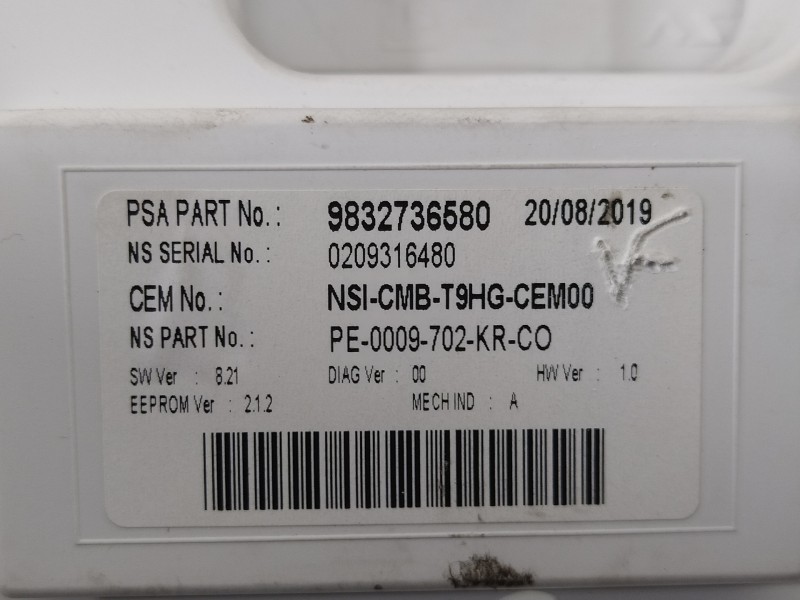 PSA PART No. : 9832736580 20/08/2019
NS SERIAL No. : 0209316480
CEM No. : NSI-CMB-T9HG-CEM00
NS PART No. : PE-0009-702-KR-CO
SW Ver : 8.21 DIAG Ver : 00 HW Ver : 1.0
EEPROM Ver : 2.1.2 MECH IND : A